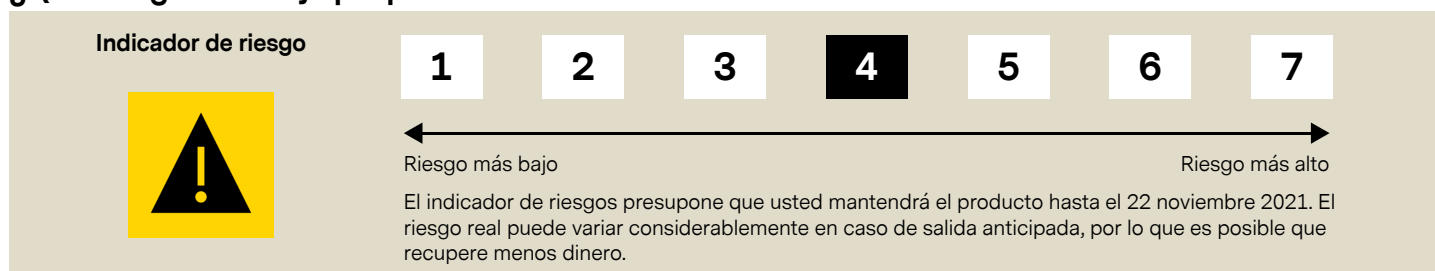 Indicador de riesgo
1 2 3 4 5 6 7
Riesgo más bajo Riesgo más alto
El indicador de riesgos presupone que usted mantendrá el producto hasta el 22 noviembre 2021. El
riesgo real puede variar considerablemente en caso de salida anticipada, por lo que es posible que
recupere menos dinero.